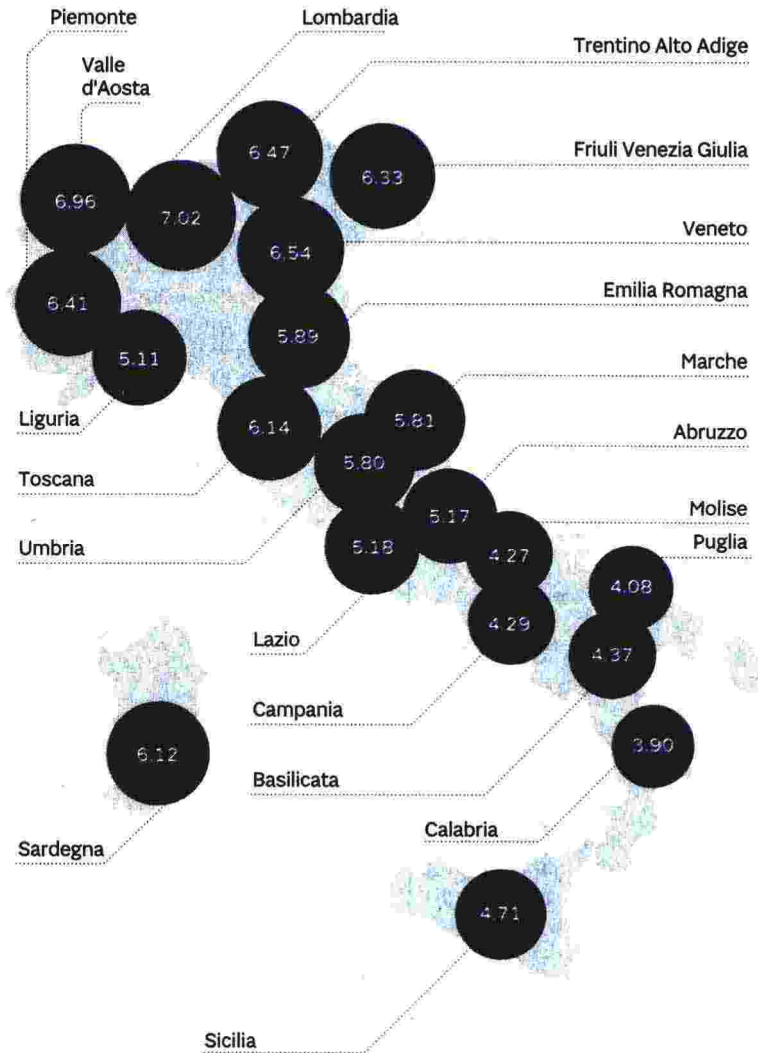 Piemonte
Lombardia
Trentino Alto Adige
Valle
d'Aosta
6.47
Friuli Venezia Giulia
6.33
6.96
7.02
Veneto
6.54
Emilia Romagna
6.41
5.89
5.11
Marche
Liguria
5.81
6.14
Abruzzo
5.80
Toscana
5.17
Molise
Umbria
5.18
4.27
Puglia
4.08
4.29
Lazio
4.37
Campania
3.90
6.12
Basilicata
Calabria
Sardegna
4.71
Sicilia